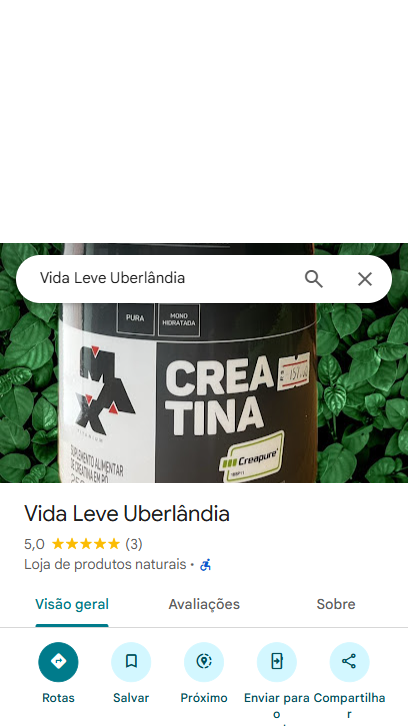 Vida Leve Uberlândia
PURA
MONO
HIDRATADA
MAX
TITANIUM
CREA
TINA
SUPLEMENTO ALIMENTAR
DE CREATINA EM PÓ
Creapure®
Vida Leve Uberlândia
5,0 ★★★★★ (3)
Loja de produtos naturais ·
Visão geral
Avaliações
Sobre
Rotas
Salvar
Próximo
Enviar para
o
Compartilha
r